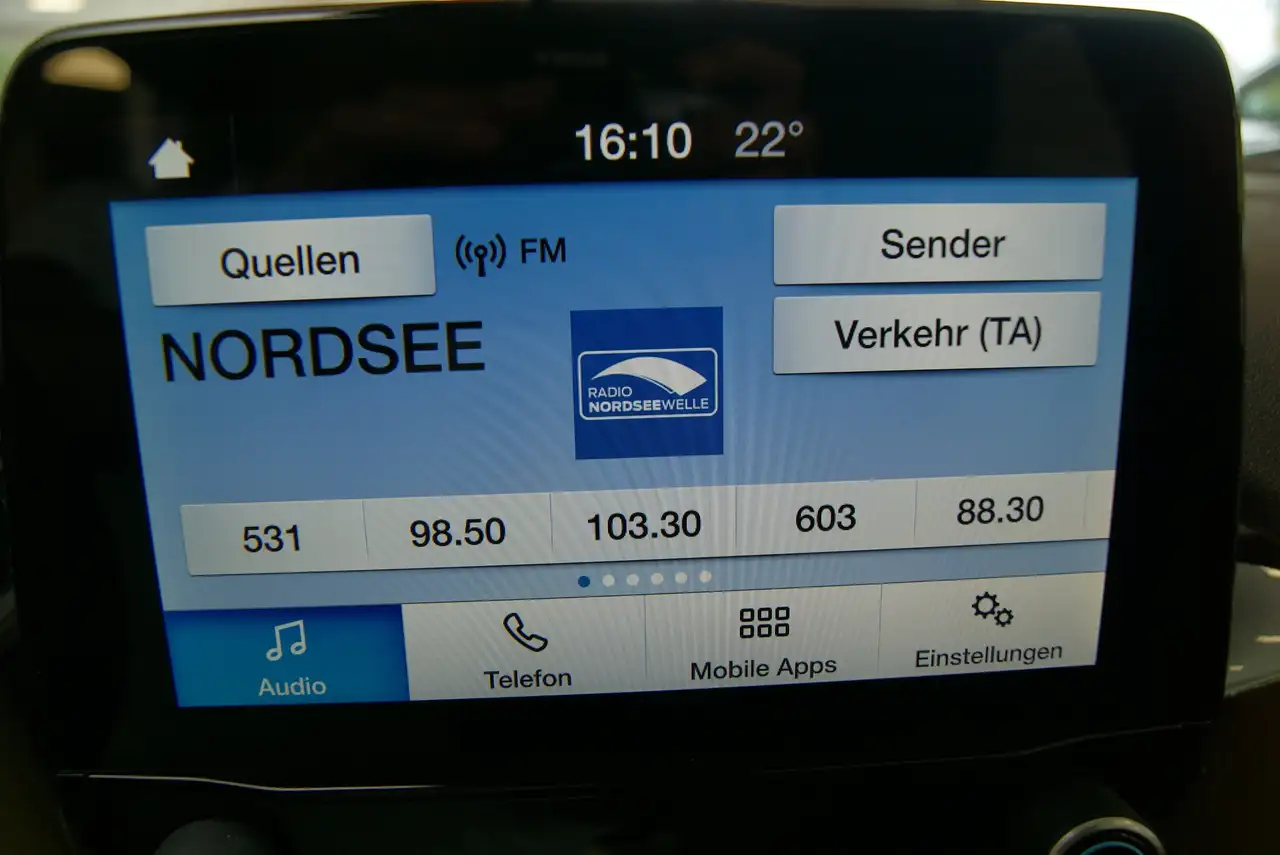 16:10 22°
Quellen
FM
Sender
NORDSEE
Verkehr (TA)
RADIO
NORDSEEWELLE
531 98.50 103.30 603 88.30
Audio
Telefon
Mobile Apps
Einstellungen